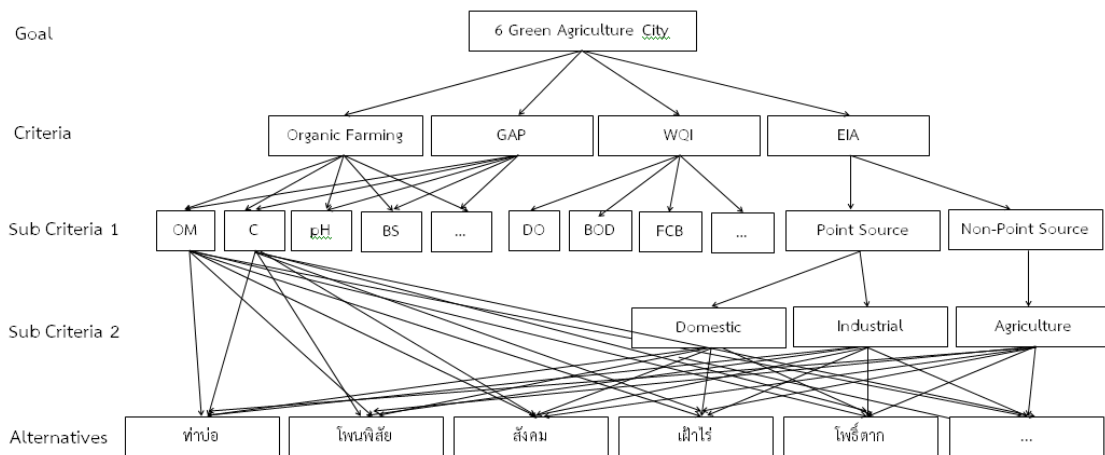 Goal
6 Green Agriculture City
Criteria
Organic Farming
GAP
WQI
EIA
Sub Criteria 1
OM
C
pH
BS
...
DO
BOD
FCB
...
Point Source
Non-Point Source
Sub Criteria 2
Domestic
Industrial
Agriculture
Alternatives
ท่าบ่อ
โพนพิสัย
สังคม
เฝ้าไร่
โพธิ์ตาก
...